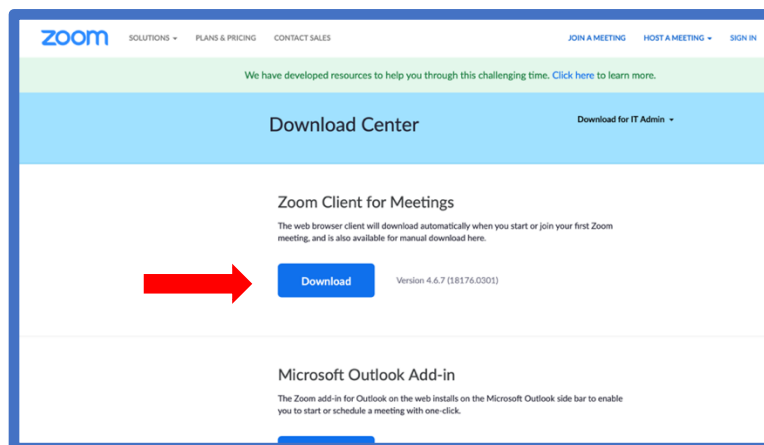 zoom SOLUTIONS PLANS & PRICING CONTACT SALES JOIN A MEETING HOST A MEETING SIGN IN
We have developed resources to help you through this challenging time. Click here to learn more.
Download Center Download for IT Admin
Zoom Client for Meetings
The web browser client will download automatically when you start or join your first Zoom
meeting, and is also available for manual download here.
Download Version 4.6.7 (18176.0301)
Microsoft Outlook Add-in
The Zoom add-in for Outlook on the web installs on the Microsoft Outlook side bar to enable
you to start or schedule a meeting with one-click.